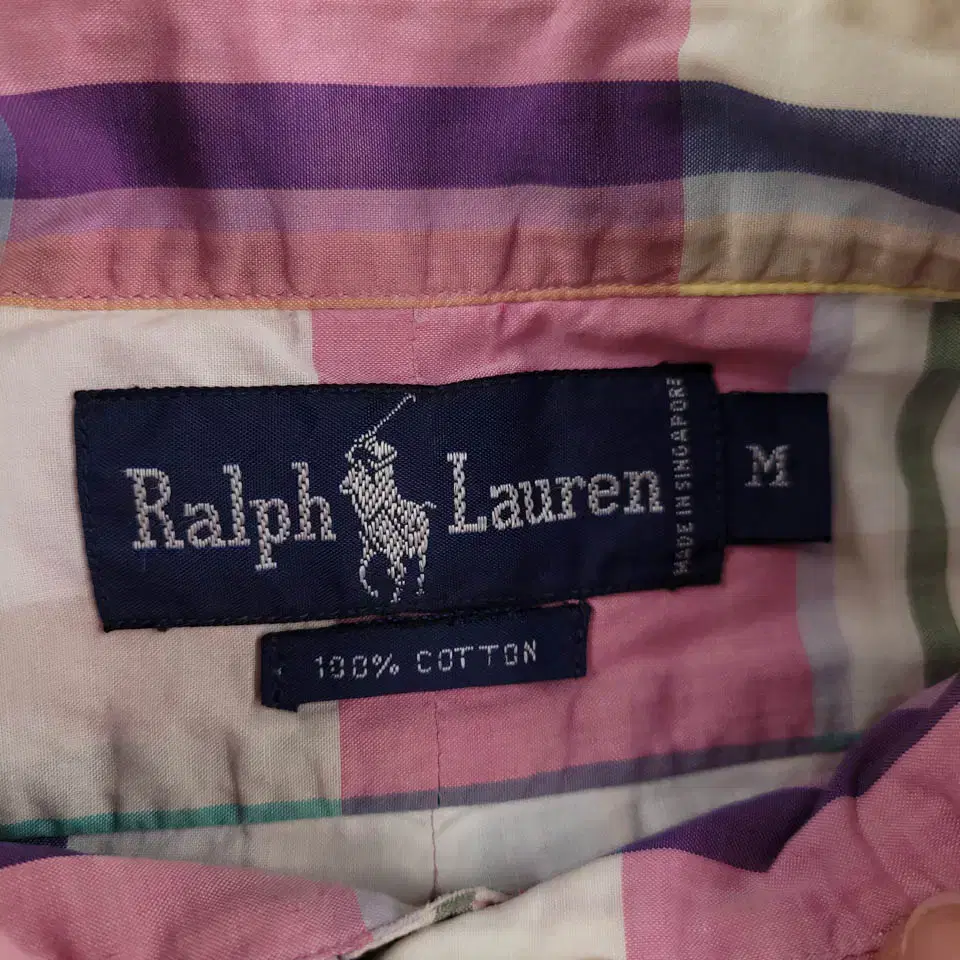 Ralph Lauren
MADE IN SINGAPORE
M
100% COTTON